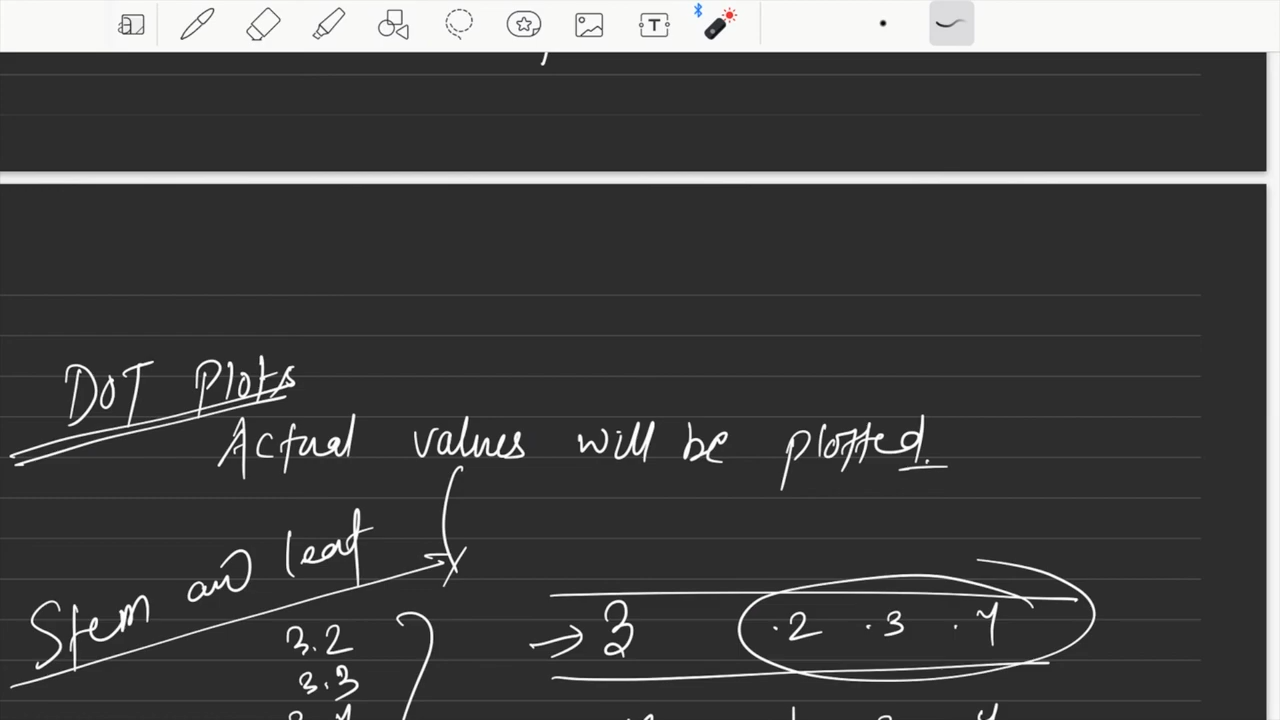 DOT Plots
Actual values will be plotted.
Stem and leaf
3.2
3.3
3 .2 .3 .4